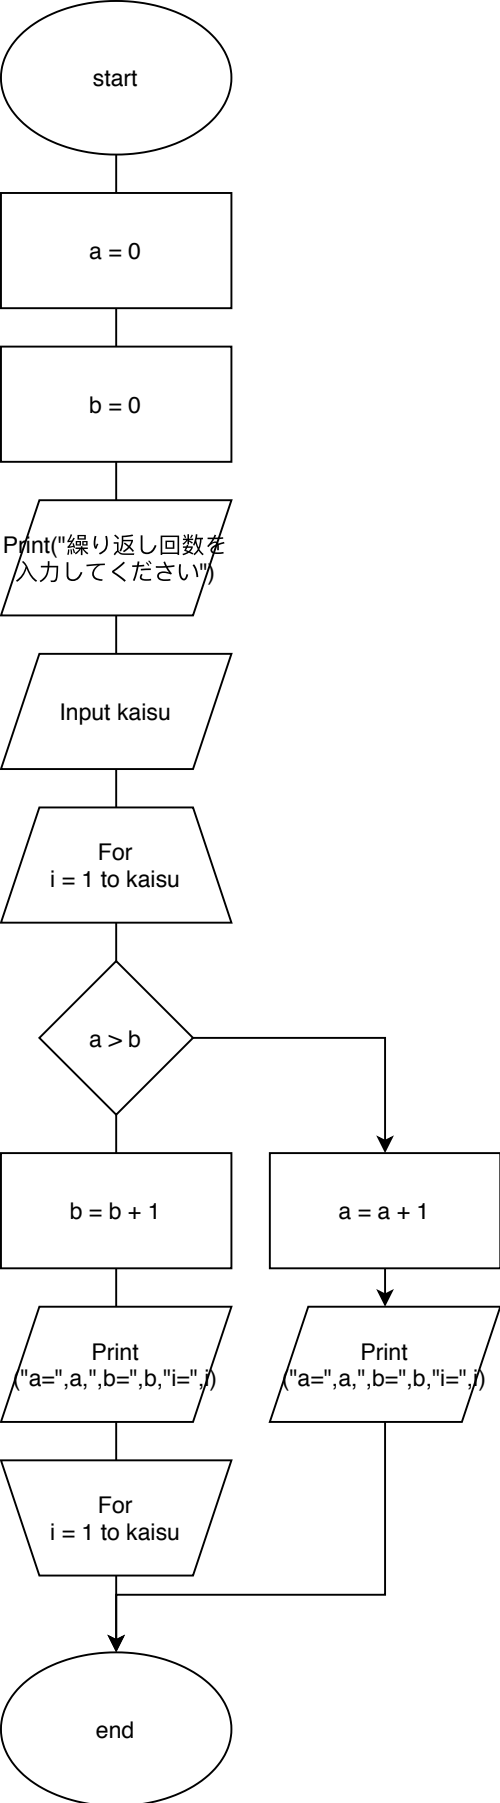 start
a = 0
b = 0
Print("繰り返し回数を
入力してください")
Input kaisu
For
i = 1 to kaisu
a > b
b = b + 1
a = a + 1
Print
("a=",a,",b=",b,"i=",i)
Print
("a=",a,",b=",b,"i=",i)
For
i = 1 to kaisu
end